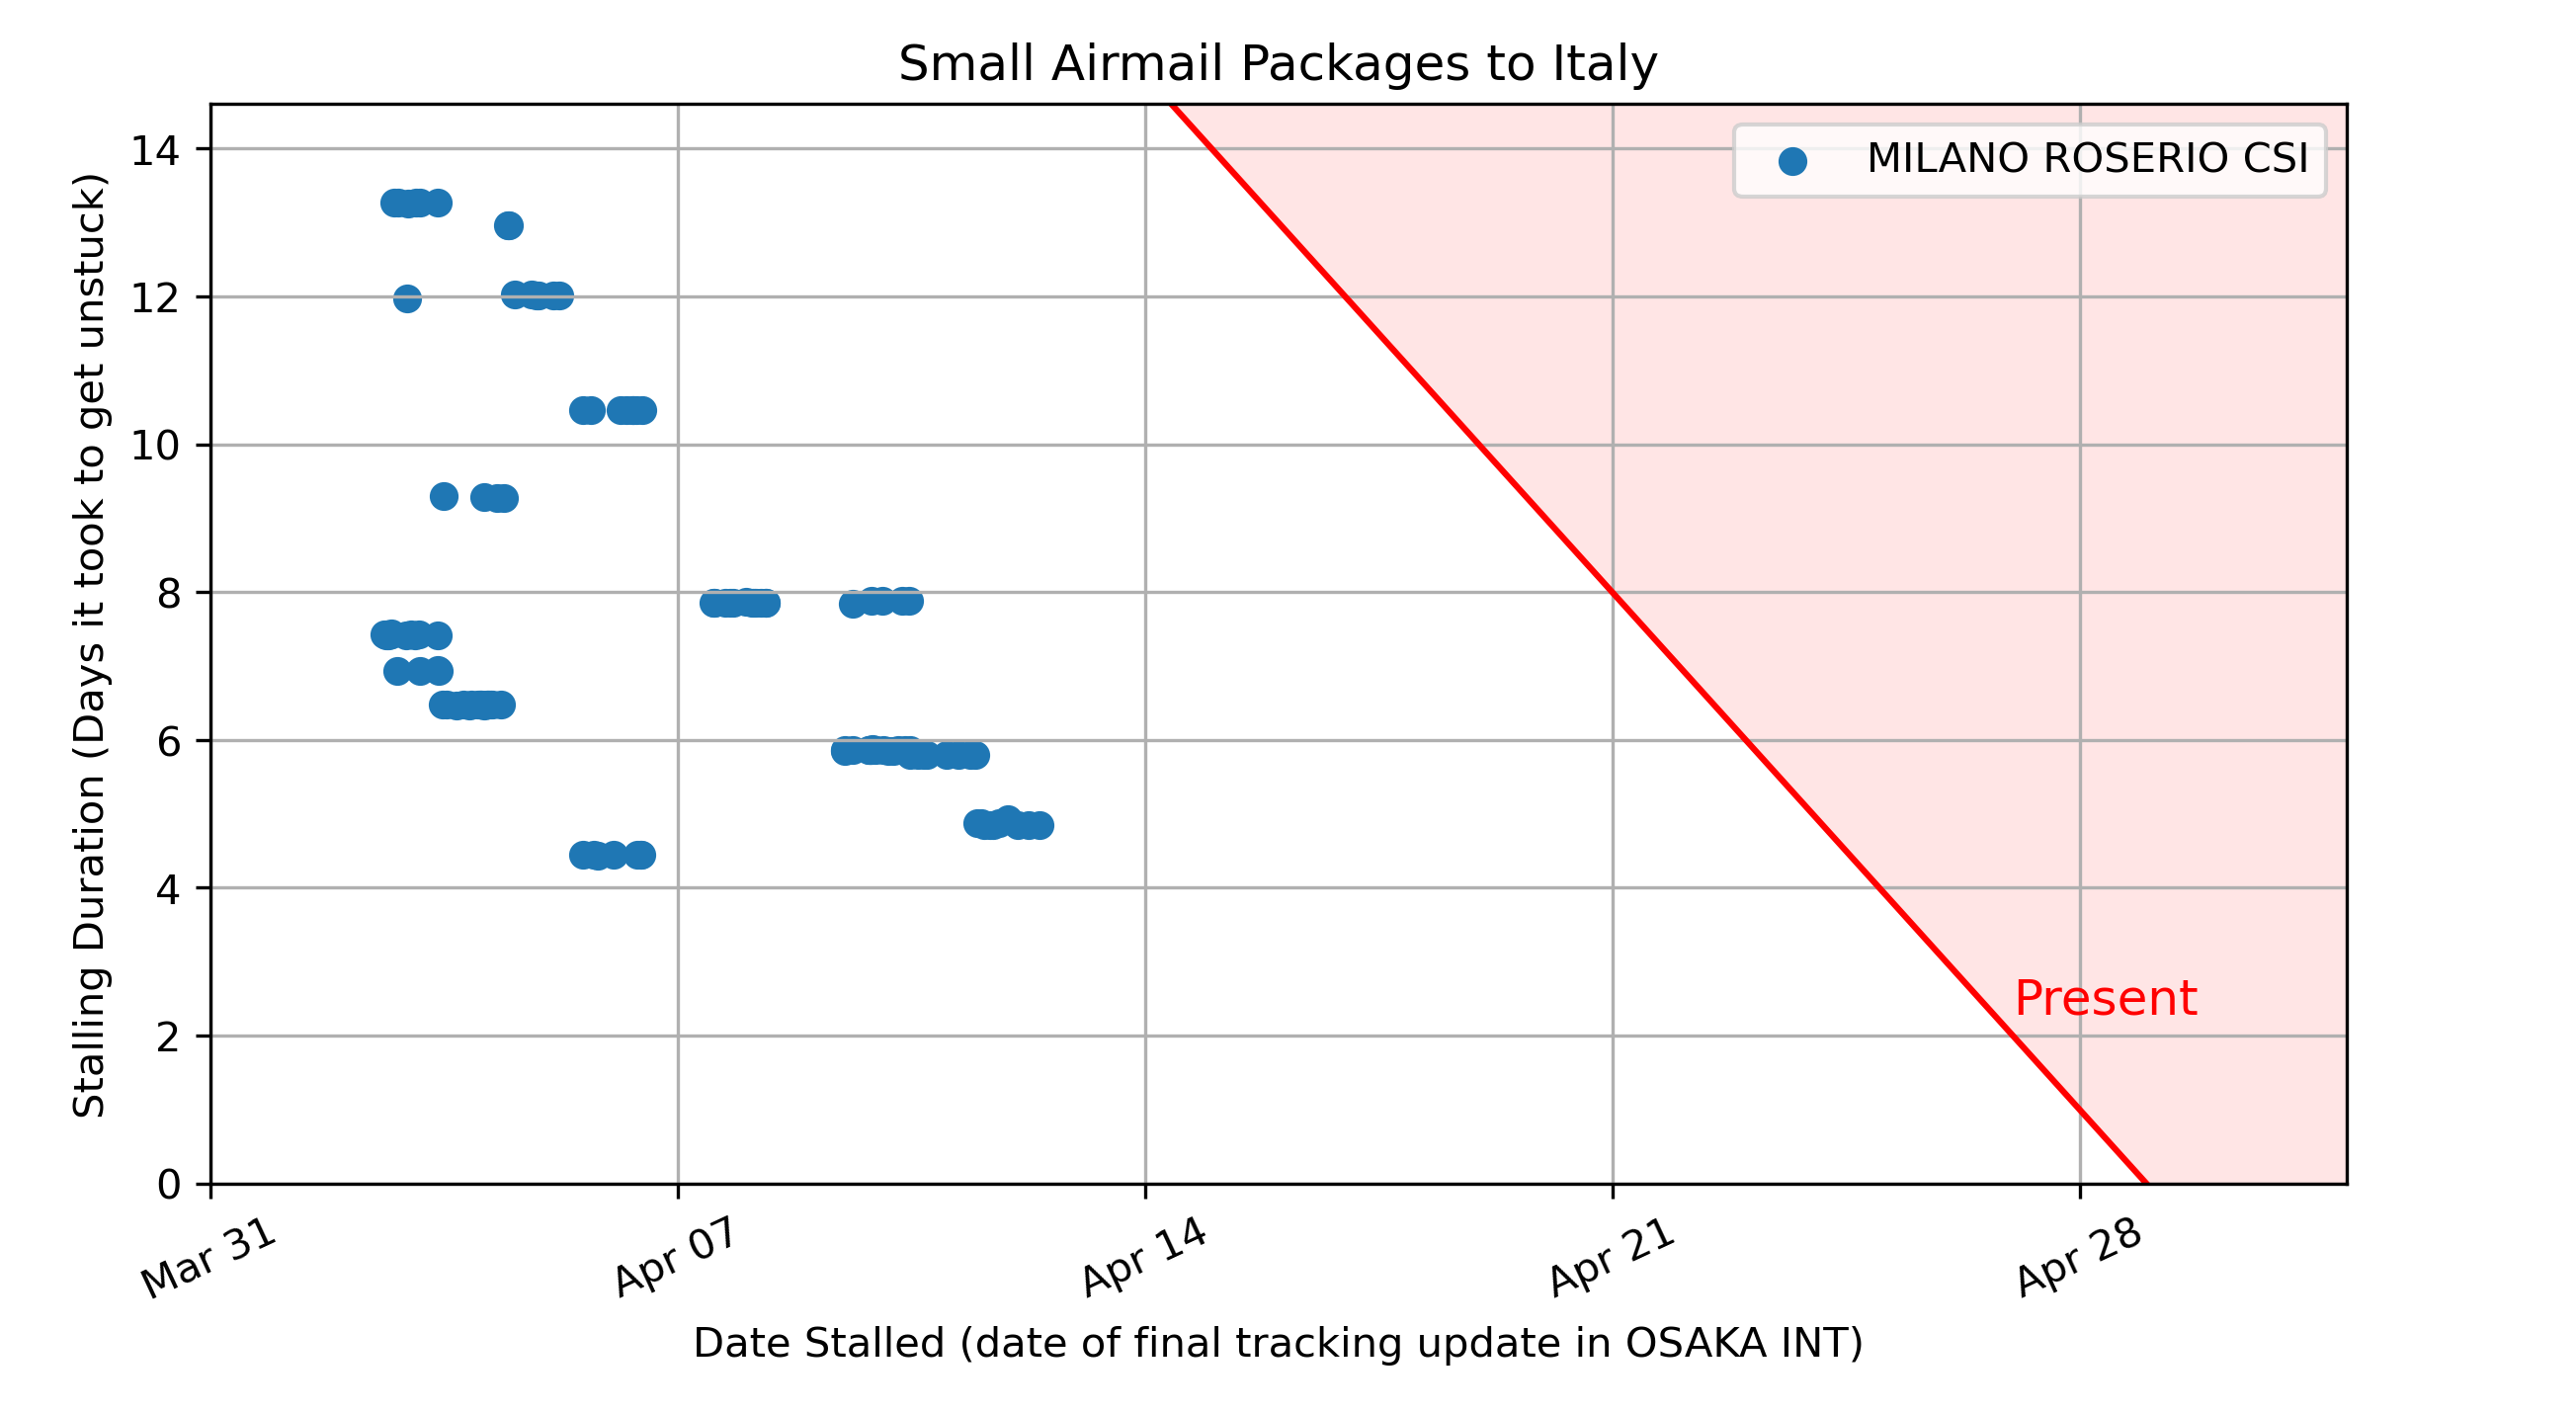 Small Airmail Packages to Italy
MILANO ROSERIO CSI
Stalling Duration (Days it took to get unstuck)
14
12
10
8
6
4
2
0
Present
Mar 31
Apr 07
Apr 14
Apr 21
Apr 28
Date Stalled (date of final tracking update in OSAKA INT)